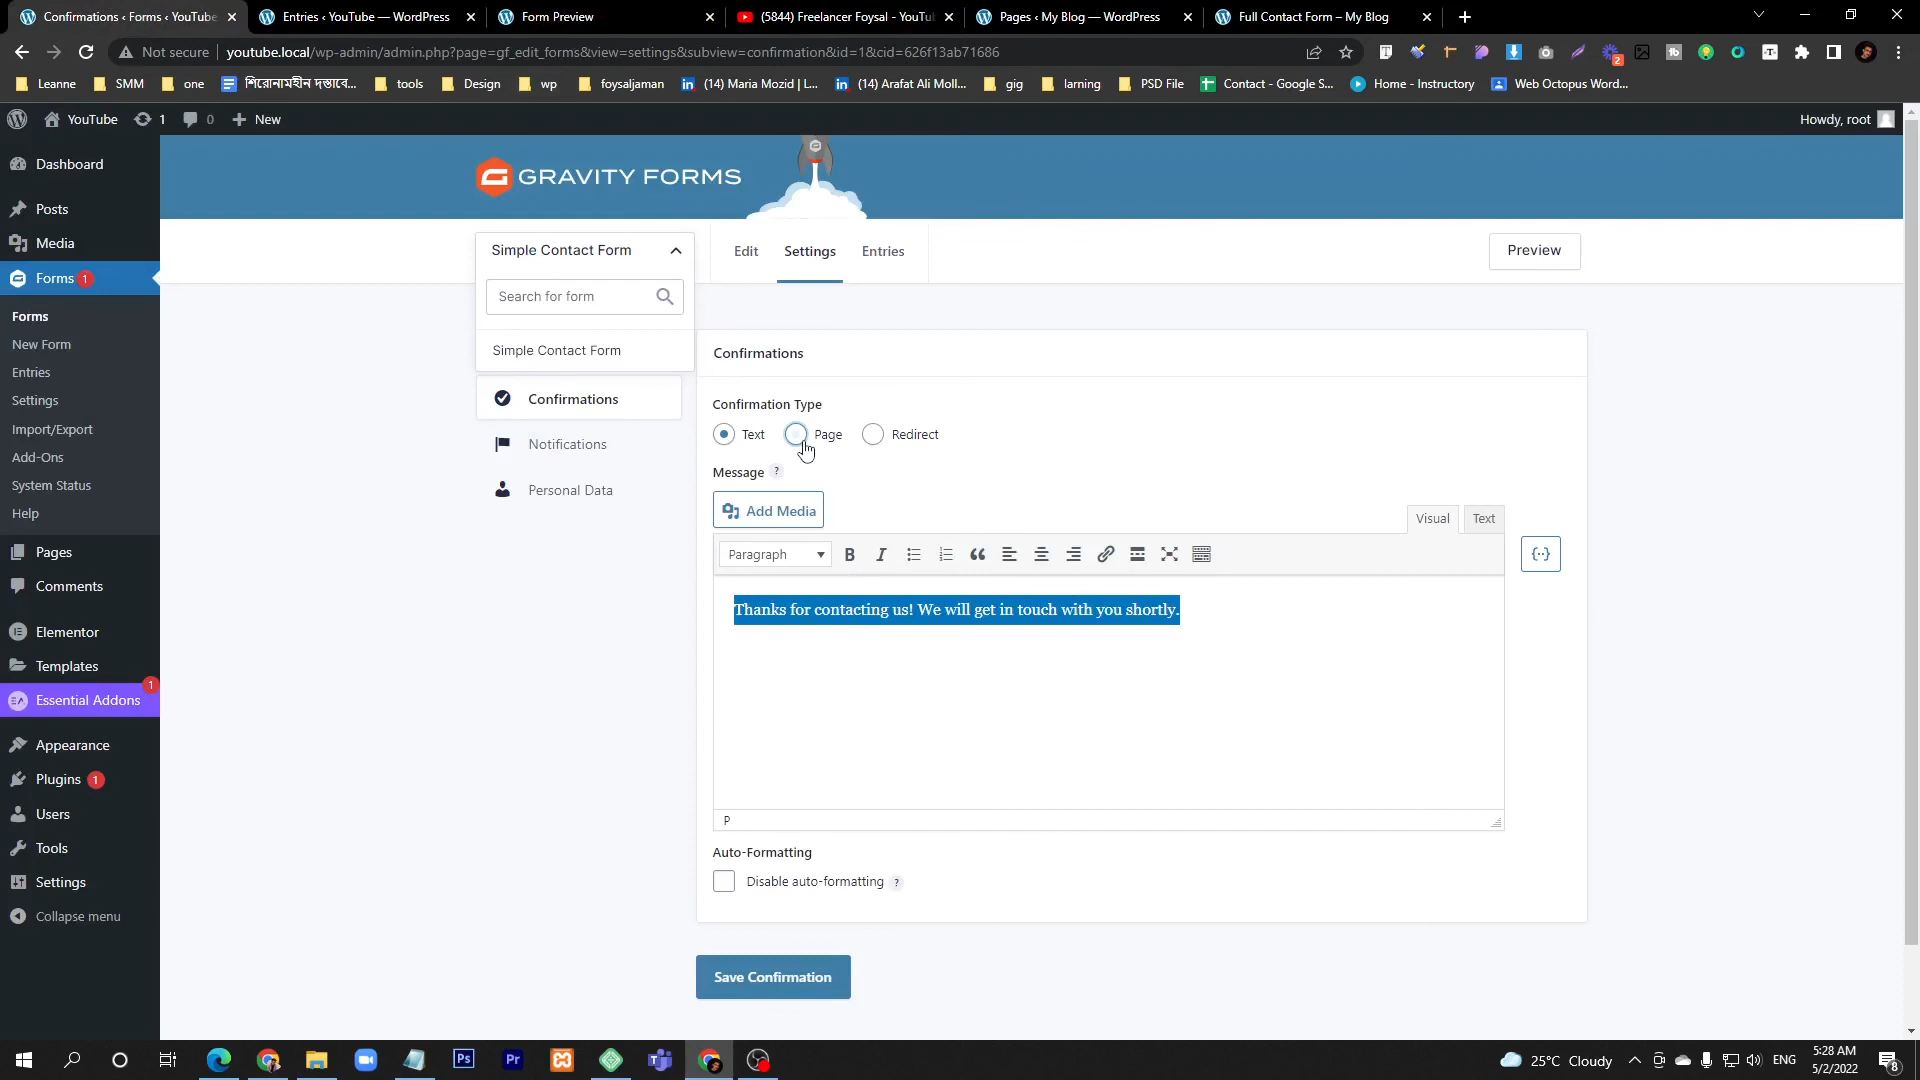 Confirmations ‹ Forms ‹ YouTube
Entries ‹ YouTube — WordPress
Form Preview
(5844) Freelancer Foysal - YouTu
Pages ‹ My Blog — WordPress
Full Contact Form – My Blog
Not secure
youtube.local/wp-admin/admin.php?page=gf_edit_forms&view=settings&subview=confirmation&id=1&cid=626f13ab71686
2
Leanne
SMM
one
শিরোনামহীন দস্তাবে...
tools
Design
wp
foysaljaman
(14) Maria Mozid | L...
(14) Arafat Ali Moll...
gig
larning
PSD File
Contact - Google S...
Home - Instructory
Web Octopus Word...
YouTube
1
0
New
Howdy, root
Dashboard
Posts
Media
Forms 1
Forms
New Form
Entries
Settings
Import/Export
Add-Ons
System Status
Help
Pages
Comments
Elementor
Templates
Essential Addons 1
Appearance
Plugins 1
Users
Tools
Settings
Collapse menu
GRAVITY FORMS
Simple Contact Form
Edit
Settings
Entries
Preview
Search for form
Simple Contact Form
Confirmations
Notifications
Personal Data
Confirmations
Confirmation Type
Text
Page
Redirect
Message ?
Add Media
Visual
Text
Paragraph
B
I
Thanks for contacting us! We will get in touch with you shortly.
P
Auto-Formatting
Disable auto-formatting ?
Save Confirmation
Ps
Pr
25°C Cloudy
ENG
5:28 AM
5/2/2022
8